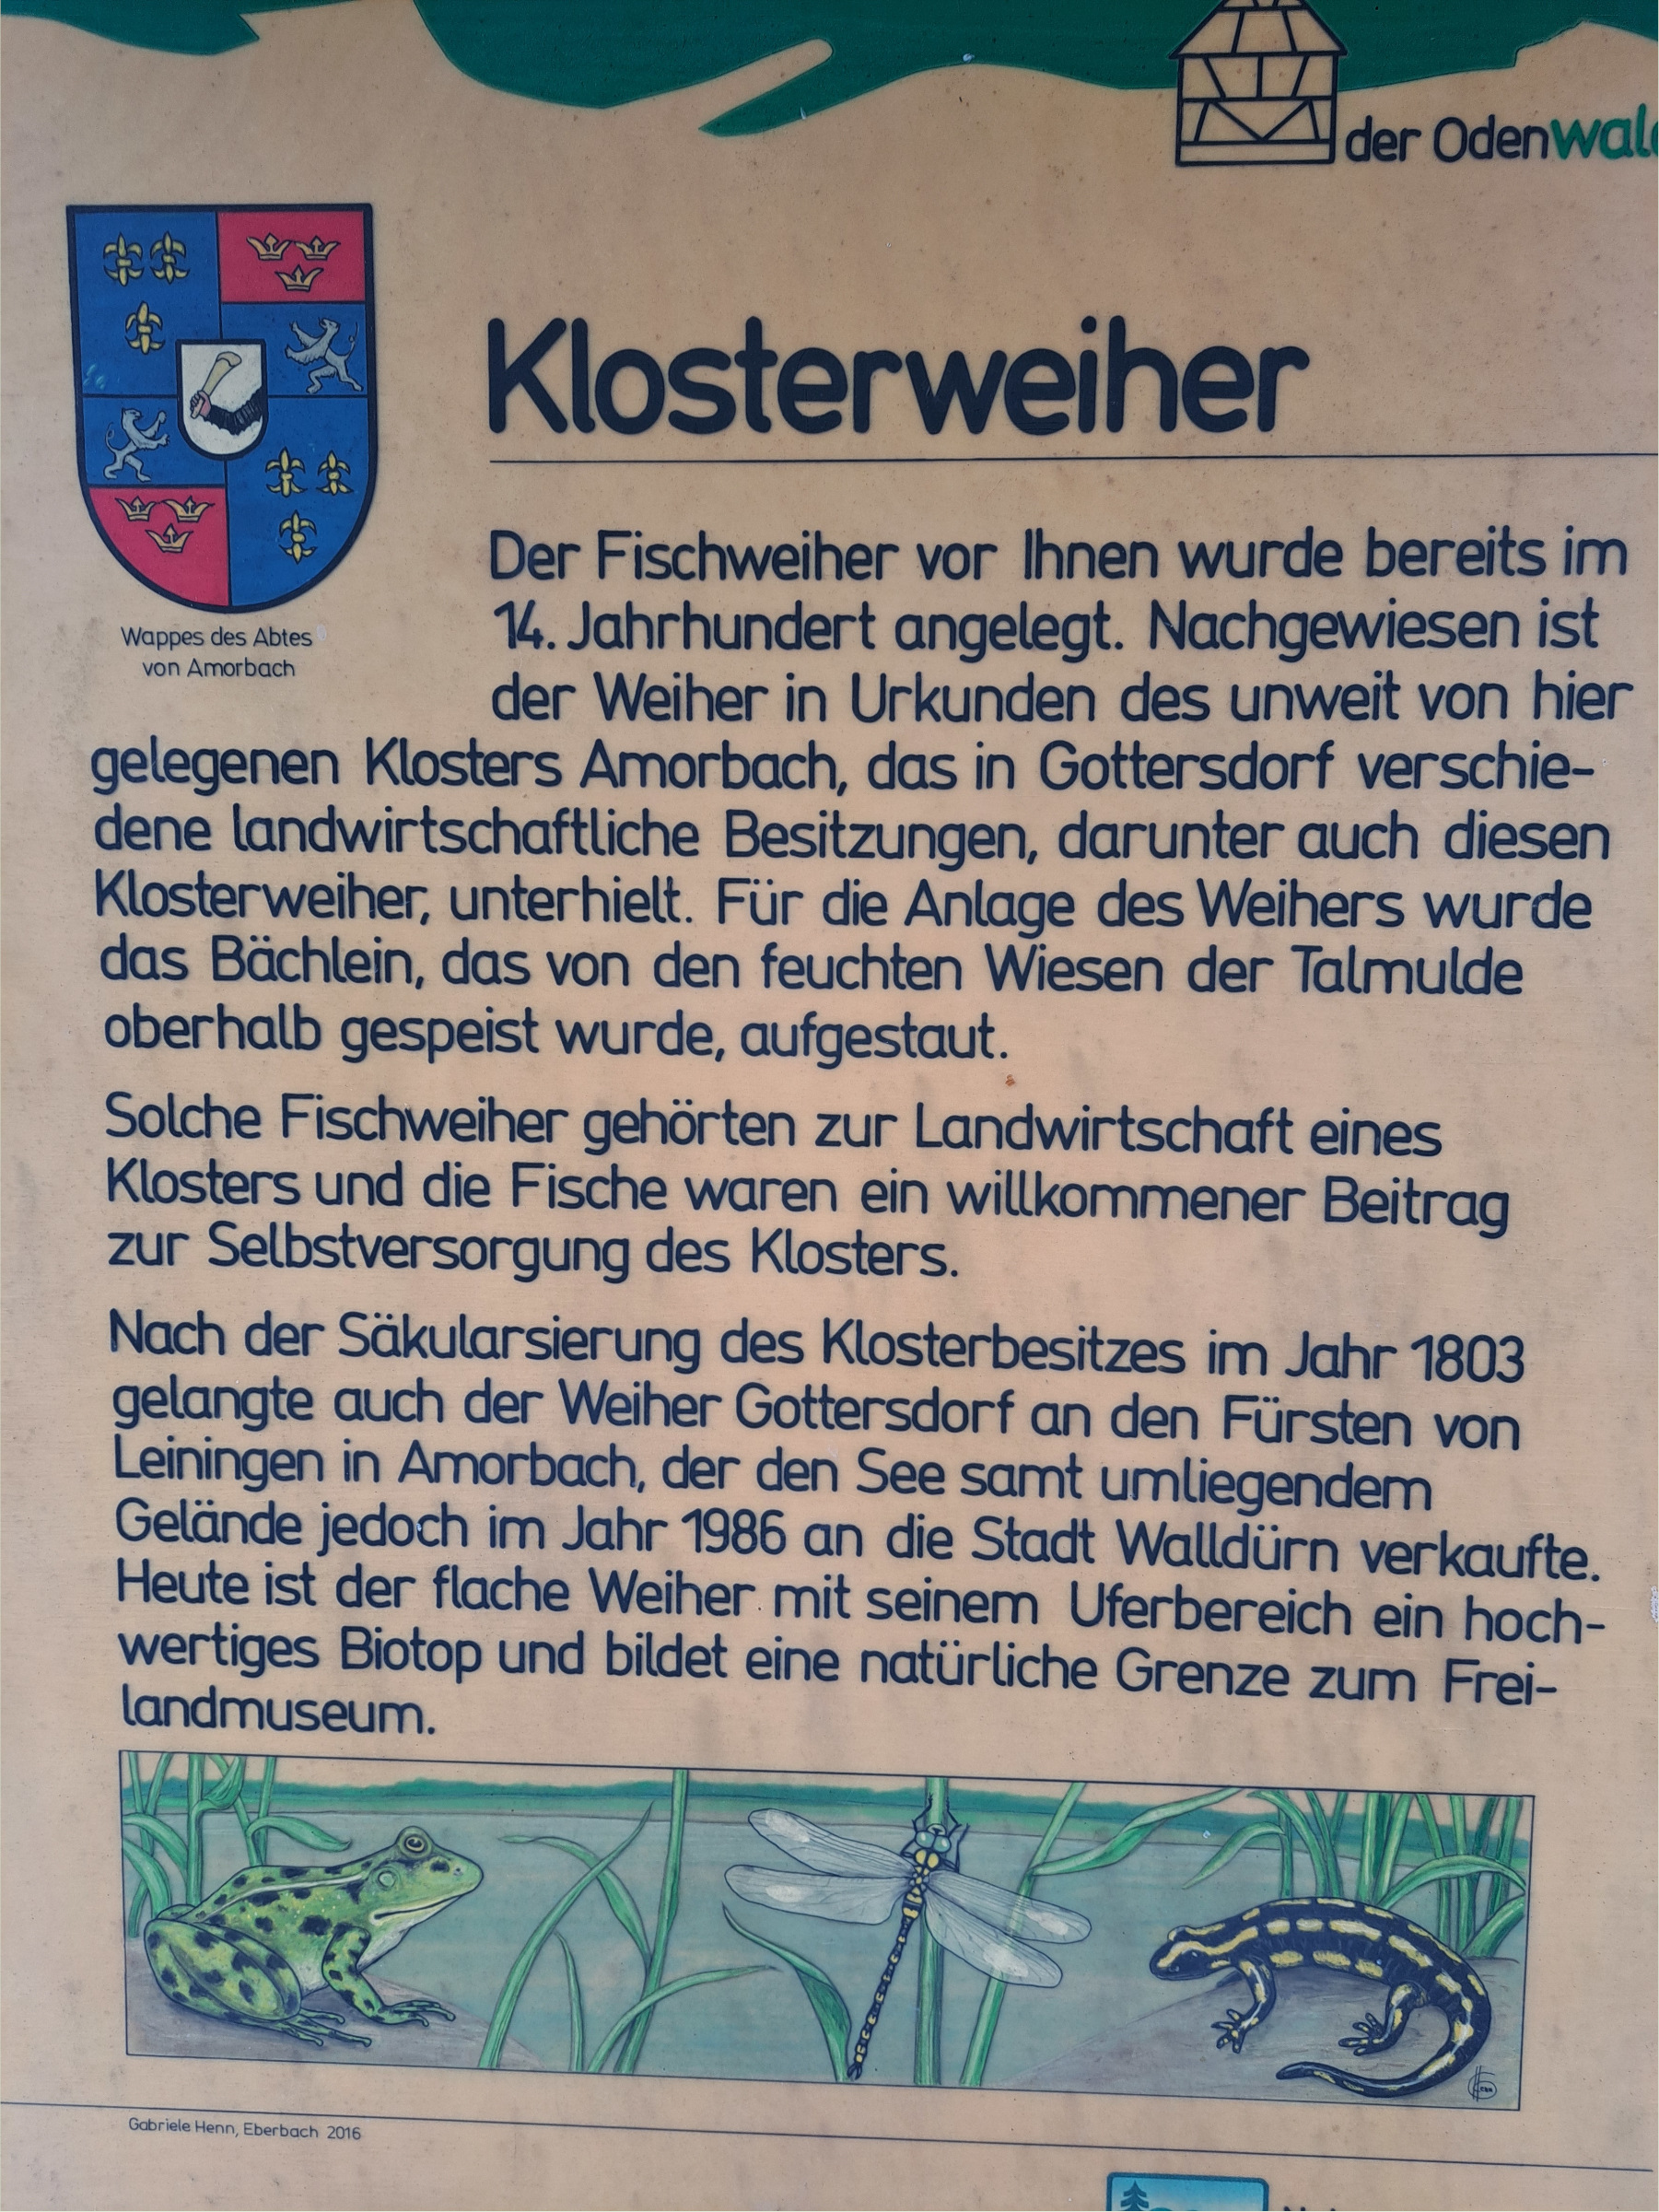 der Odenwald
Klosterweiher
Wappes des Abtes
von Amorbach
Der Fischweiher vor Ihnen wurde bereits im
14. Jahrhundert angelegt. Nachgewiesen ist
der Weiher in Urkunden des unweit von hier
gelegenen Klosters Amorbach, das in Gottersdorf verschie-
dene landwirtschaftliche Besitzungen, darunter auch diesen
Klosterweiher, unterhielt. Für die Anlage des Weihers wurde
das Bächlein, das von den feuchten Wiesen der Talmulde
oberhalb gespeist wurde, aufgestaut.
Solche Fischweiher gehörten zur Landwirtschaft eines
Klosters und die Fische waren ein willkommener Beitrag
zur Selbstversorgung des Klosters.
Nach der Säkularsierung des Klosterbesitzes im Jahr 1803
gelangte auch der Weiher Gottersdorf an den Fürsten von
Leiningen in Amorbach, der den See samt umliegendem
Gelände jedoch im Jahr 1986 an die Stadt Walldürn verkaufte.
Heute ist der flache Weiher mit seinem Uferbereich ein hoch-
wertiges Biotop und bildet eine natürliche Grenze zum Frei-
landmuseum.
Gabriele Henn, Eberbach 2016